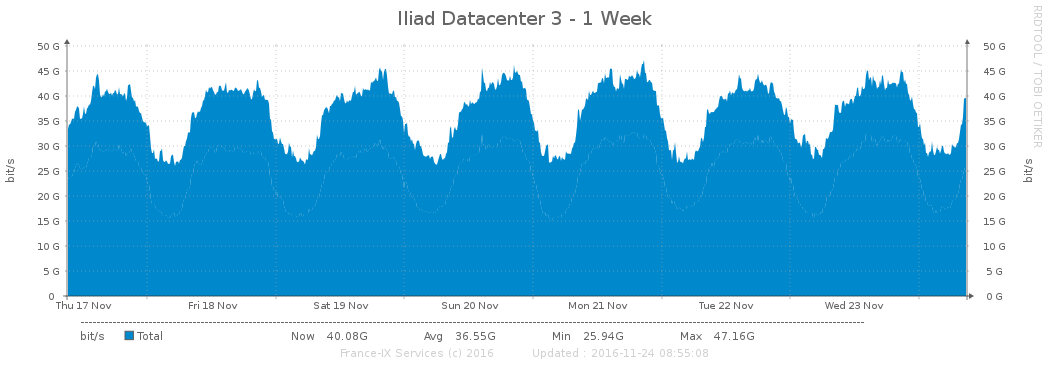 Iliad Datacenter 3 - 1 Week
RRDTOOL / TOBI OETIKER
bit/s
bit/s
50 G 50 G
45 G 45 G
40 G 40 G
35 G 35 G
30 G 30 G
25 G 25 G
20 G 20 G
15 G 15 G
10 G 10 G
5 G 5 G
0 0 G
Thu 17 Nov Fri 18 Nov Sat 19 Nov Sun 20 Nov Mon 21 Nov Tue 22 Nov Wed 23 Nov
bit/s Total Now 40.08G Avg 36.55G Min 25.94G Max 47.16G
France-IX Services (c) 2016 Updated : 2016-11-24 08:55:08